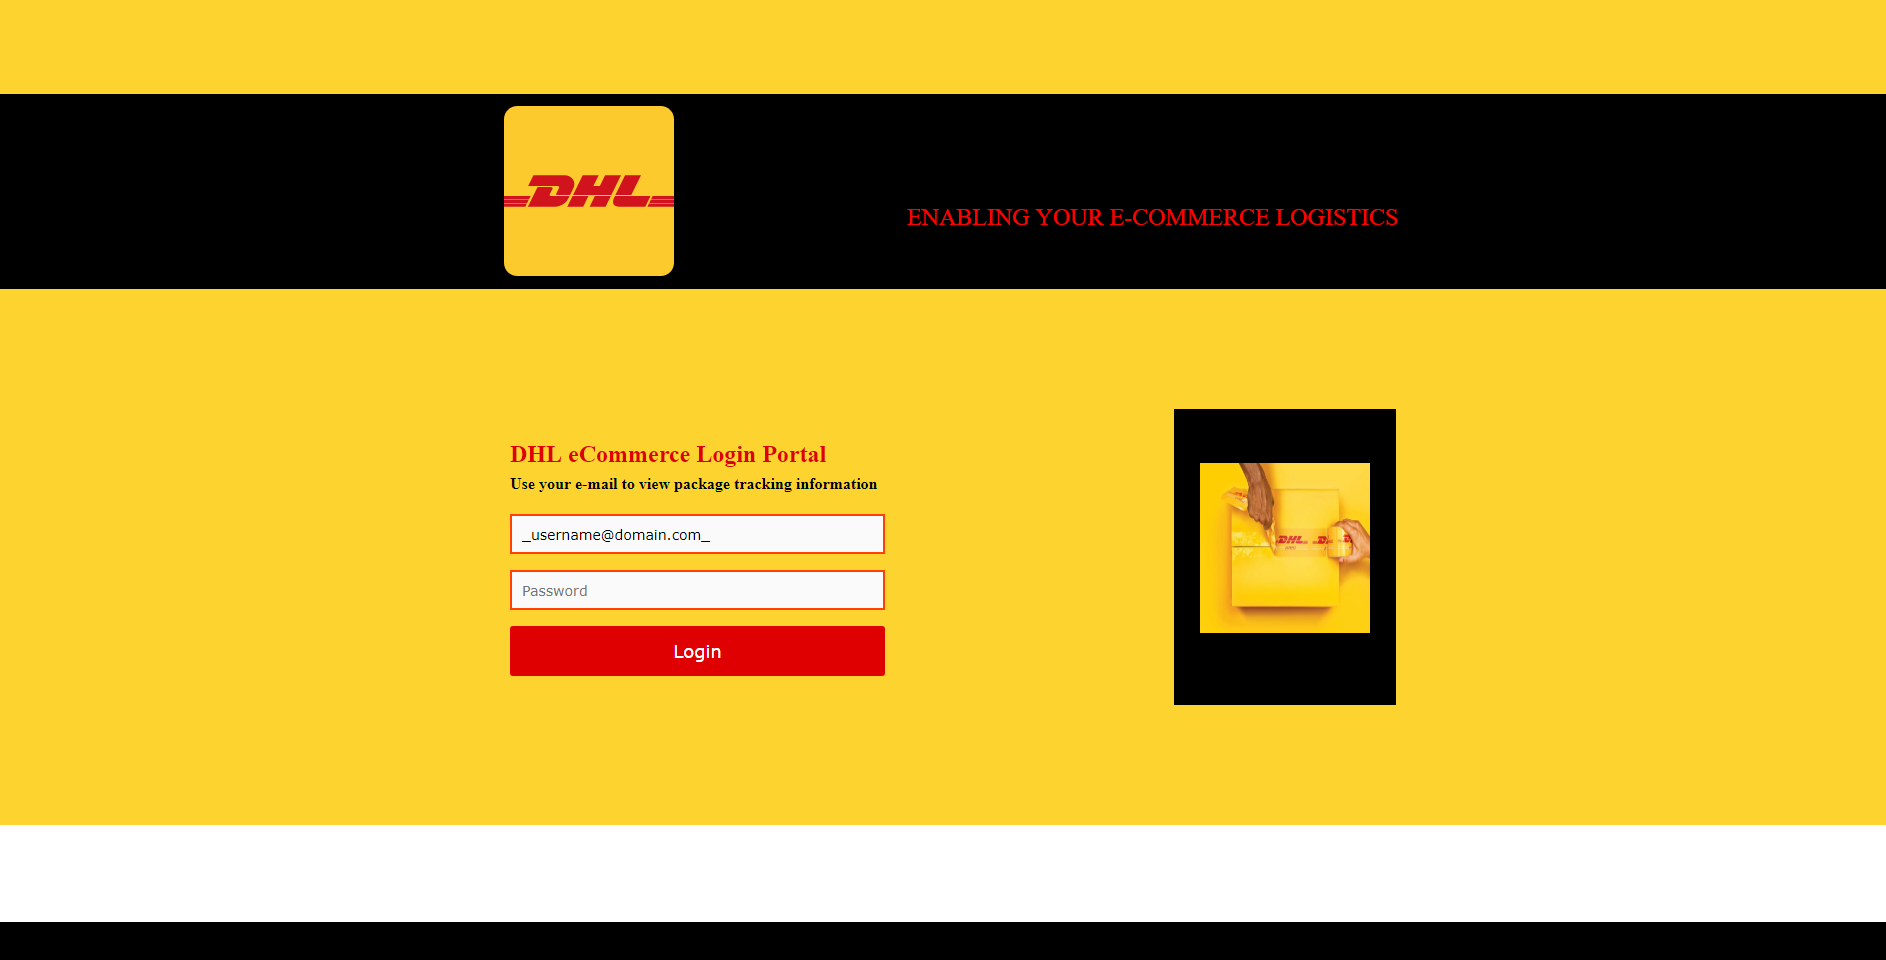 DHL
ENABLING YOUR E-COMMERCE LOGISTICS
DHL eCommerce Login Portal
Use your e-mail to view package tracking information
_username@domain.com_
Password
Login
DHL DHL DHL